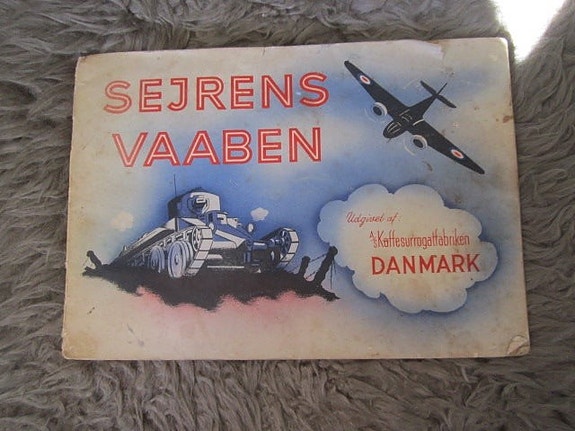 SEJRENS
VAABEN
Udgivet af:
A/S Kaffesurrogatfabriken
DANMARK